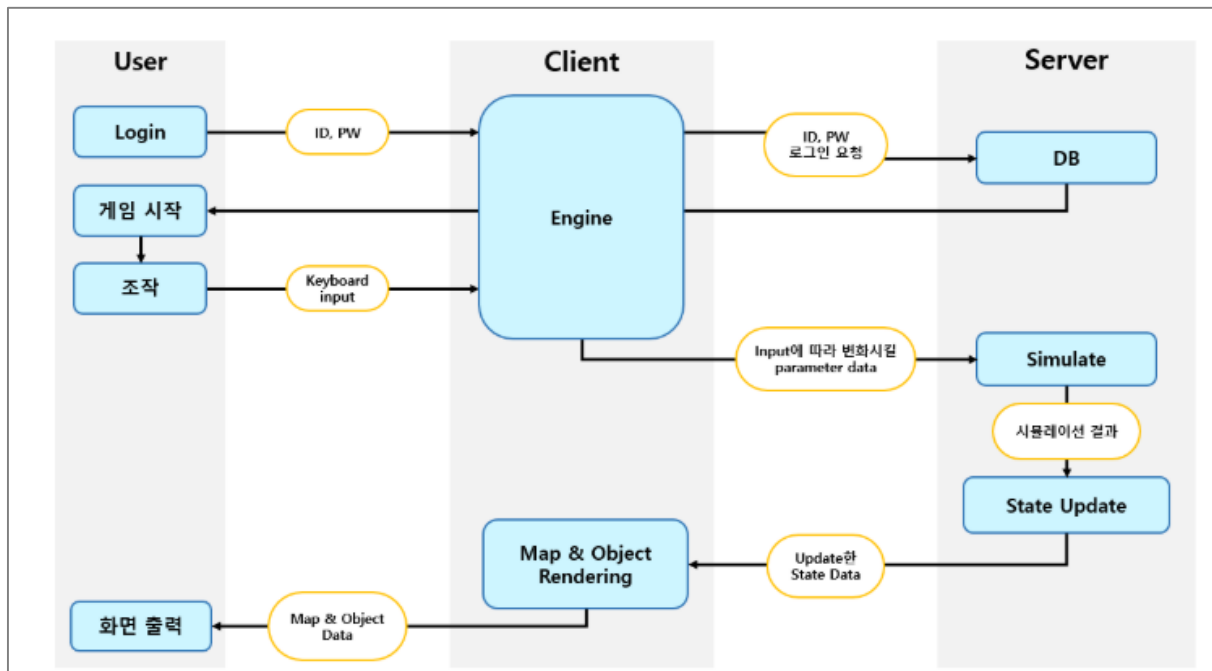 User
Client
Server
Login
ID, PW
ID, PW
로그인 요청
DB
게임 시작
Engine
조작
Keyboard
input
Input에 따라 변화시킬
parameter data
Simulate
시뮬레이션 결과
State Update
Map & Object
Rendering
Update한
State Data
화면 출력
Map & Object
Data